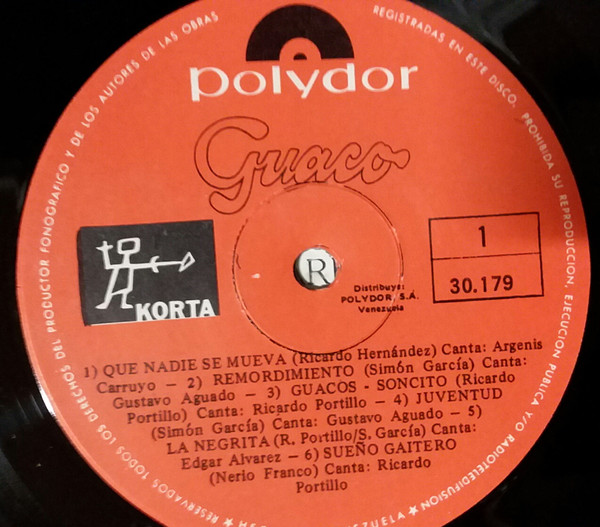 RESERVADOS TODOS LOS DERECHOS DEL PRODUCTOR FONOGRAFICO Y DE LOS AUTORES DE LAS OBRAS
REGISTRADAS EN ESTE DISCO. PROHIBIDA SU REPRODUCCION, EJECUCION PUBLICA Y/O RADIOTELEDIFUSION ★
polydor
Guaco
KORTA
R
1
30.179
Distribuye:
POLYDOR, S.A.
Venezuela
1) QUE NADIE SE MUEVA (Ricardo Hernández) Canta: Argenis
Carruyo — 2) REMORDIMIENTO (Simón García) Canta:
Gustavo Aguado — 3) GUACOS - SONCITO (Ricardo
Portillo) Canta: Ricardo Portillo — 4) JUVENTUD
(Simón García) Canta: Gustavo Aguado — 5)
LA NEGRITA (R. Portillo/S. García) Canta:
Edgar Alvarez — 6) SUEÑO GAITERO
(Nerio Franco) Canta: Ricardo
Portillo